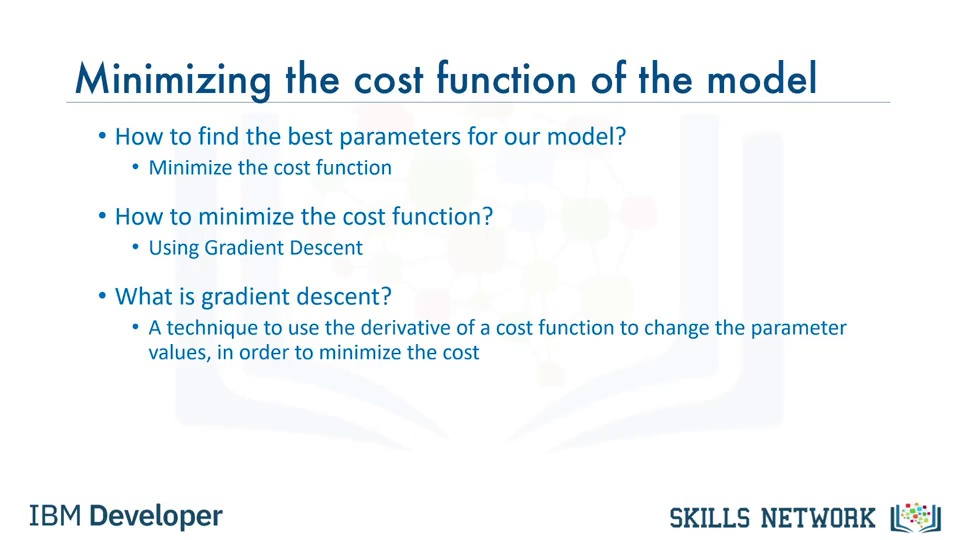 Minimizing the cost function of the model
• How to find the best parameters for our model?
• Minimize the cost function
• How to minimize the cost function?
• Using Gradient Descent
• What is gradient descent?
• A technique to use the derivative of a cost function to change the parameter
values, in order to minimize the cost
IBM Developer
SKILLS NETWORK